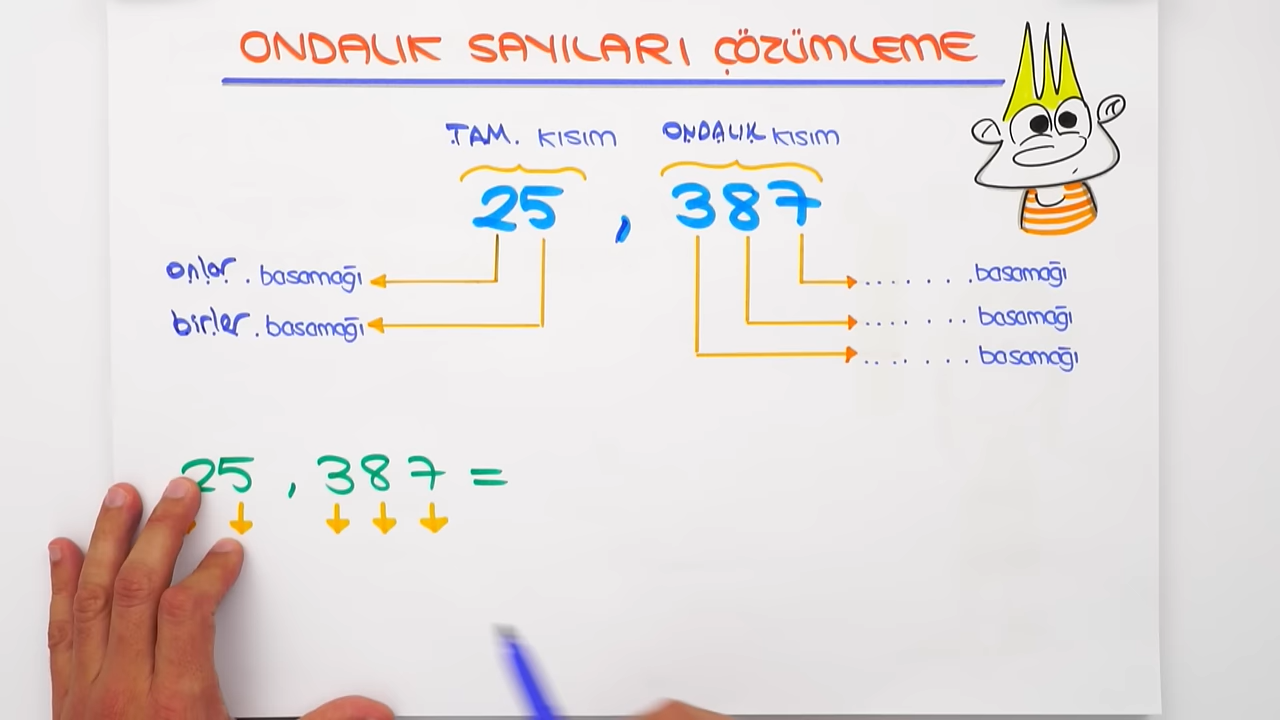 ONDALIK SAYILARI ÇÖZÜMLEME
TAM. KISIM ONDALIK KISIM
25 , 387
onlar . basamağı . . . . . . . basamağı
birler . basamağı . . . . . . . basamağı
. . . . . . . basamağı
25 , 387 =